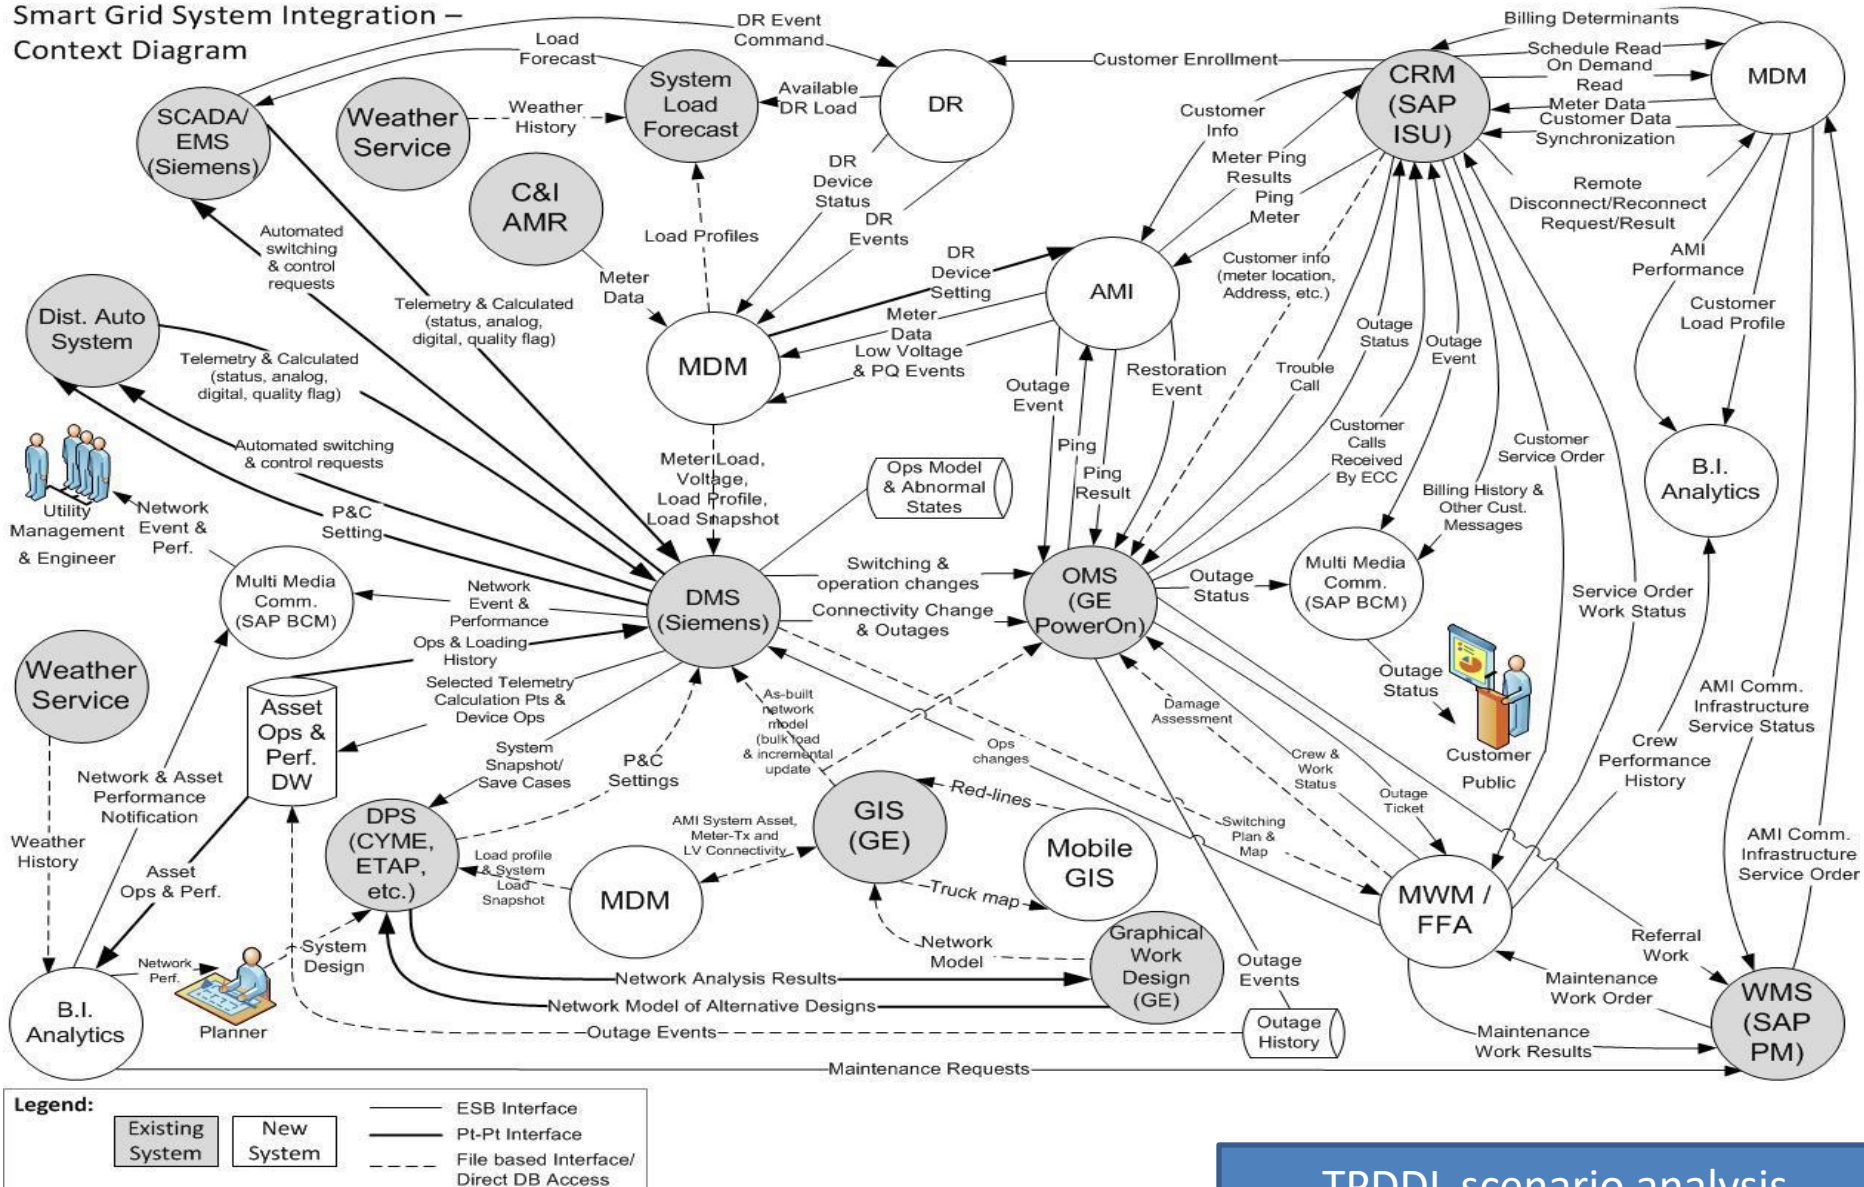 Smart Grid System Integration –
Context Diagram
DR Event
Command
Load
Forecast
SCADA/
EMS
(Siemens)
Weather
Service
Weather
History
System
Load
Forecast
Available
DR Load
DR
Customer Enrollment
CRM
(SAP
ISU)
Billing Determinants
Schedule Read
On Demand
Read
Meter Data
Customer Data
Synchronization
MDM
Customer
Info
Meter Ping
Results
Ping
Meter
Remote
Disconnect/Reconnect
Request/Result
C&I
AMR
DR
Device
Status
DR
Events
Load Profiles
Meter
Data
Automated
switching
& control
requests
Telemetry & Calculated
(status, analog,
digital, quality flag)
Dist. Auto
System
Telemetry & Calculated
(status, analog,
digital, quality flag)
MDM
DR
Device
Setting
Meter
Data
Low Voltage
& PQ Events
AMI
Customer info
(meter location,
Address, etc.)
AMI
Performance
Customer
Load Profile
Outage
Status
Outage
Event
Trouble
Call
Outage
Event
Restoration
Event
Ping
Ping
Result
Customer
Calls
Received
By ECC
Customer
Service Order
Billing History &
Other Cust.
Messages
B.I.
Analytics
Automated switching
& control requests
Utility
Management
& Engineer
Network
Event &
Perf.
P&C
Setting
Meter Load,
Voltage,
Load Profile,
Load Snapshot
Ops Model
& Abnormal
States
Multi Media
Comm.
(SAP BCM)
Network
Event &
Performance
DMS
(Siemens)
Switching &
operation changes
Connectivity Change
& Outages
OMS
(GE
PowerOn)
Outage
Status
Multi Media
Comm.
(SAP BCM)
Service Order
Work Status
Weather
Service
Ops & Loading
History
Selected Telemetry
Calculation Pts &
Device Ops
Asset
Ops &
Perf.
DW
System
Snapshot/
Save Cases
P&C
Settings
As-built
network
model
(bulk load
& incremental
update
Ops
changes
Damage
Assessment
Crew &
Work
Status
Outage
Ticket
Outage
Status
Customer
Public
Crew
Performance
History
AMI Comm.
Infrastructure
Service Status
AMI Comm.
Infrastructure
Service Order
Network & Asset
Performance
Notification
Weather
History
Asset
Ops & Perf.
DPS
(CYME,
ETAP,
etc.)
Load profile
& System
Load
Snapshot
AMI System Asset,
Meter-Tx and
LV Connectivity
MDM
GIS
(GE)
Red-lines
Truck map
Mobile
GIS
Switching
Plan &
Map
MWM /
FFA
Network
Model
Graphical
Work
Design
(GE)
Outage
Events
Referral
Work
Maintenance
Work Order
Maintenance
Work Results
WMS
(SAP
PM)
B.I.
Analytics
Network
Perf.
Planner
System
Design
Network Analysis Results
Network Model of Alternative Designs
Outage Events
Outage
History
Maintenance Requests
Legend:
Existing
System
New
System
ESB Interface
Pt-Pt Interface
File based Interface/
Direct DB Access
TPDDL scenario analysis